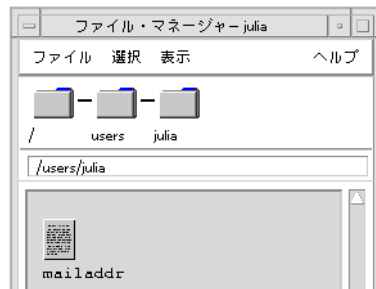 ファイル・マネージャ – julia
ファイル 選択 表示 ヘルプ
/ users julia
/users/julia
mailaddr